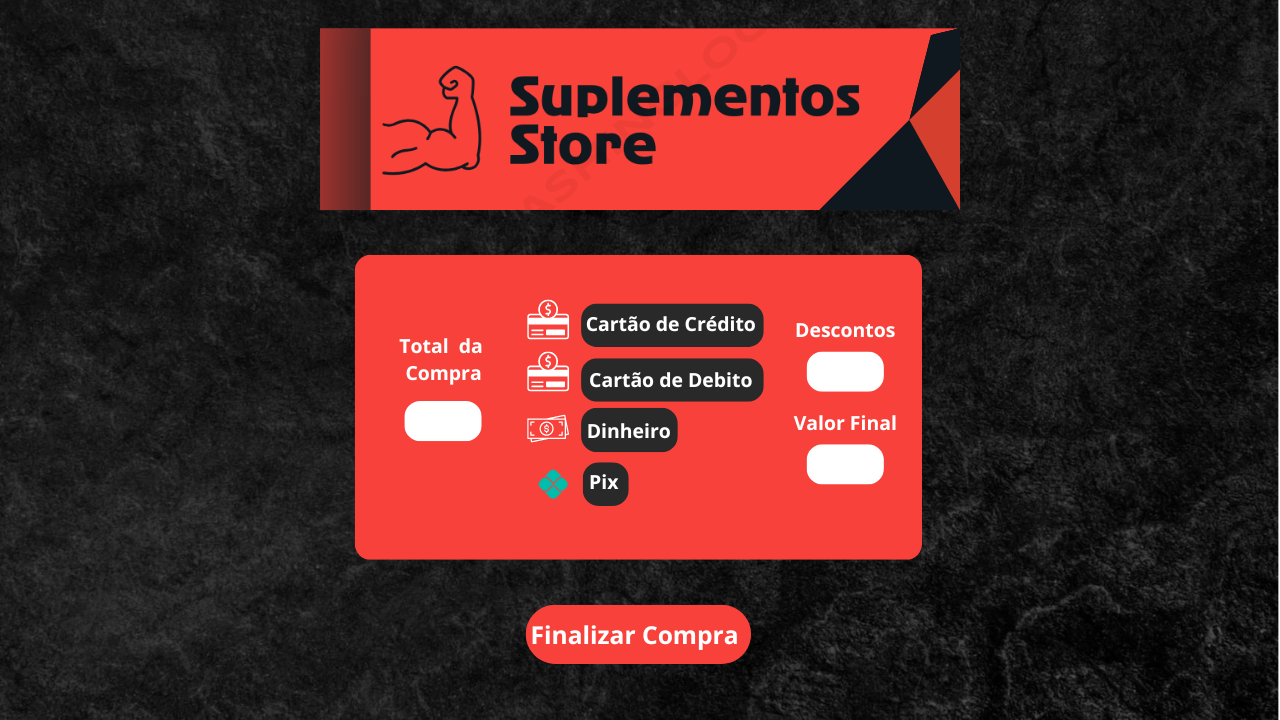 Suplementos
Store
Total da
Compra
Cartão de Crédito
Cartão de Debito
Dinheiro
Pix
Descontos
Valor Final
Finalizar Compra